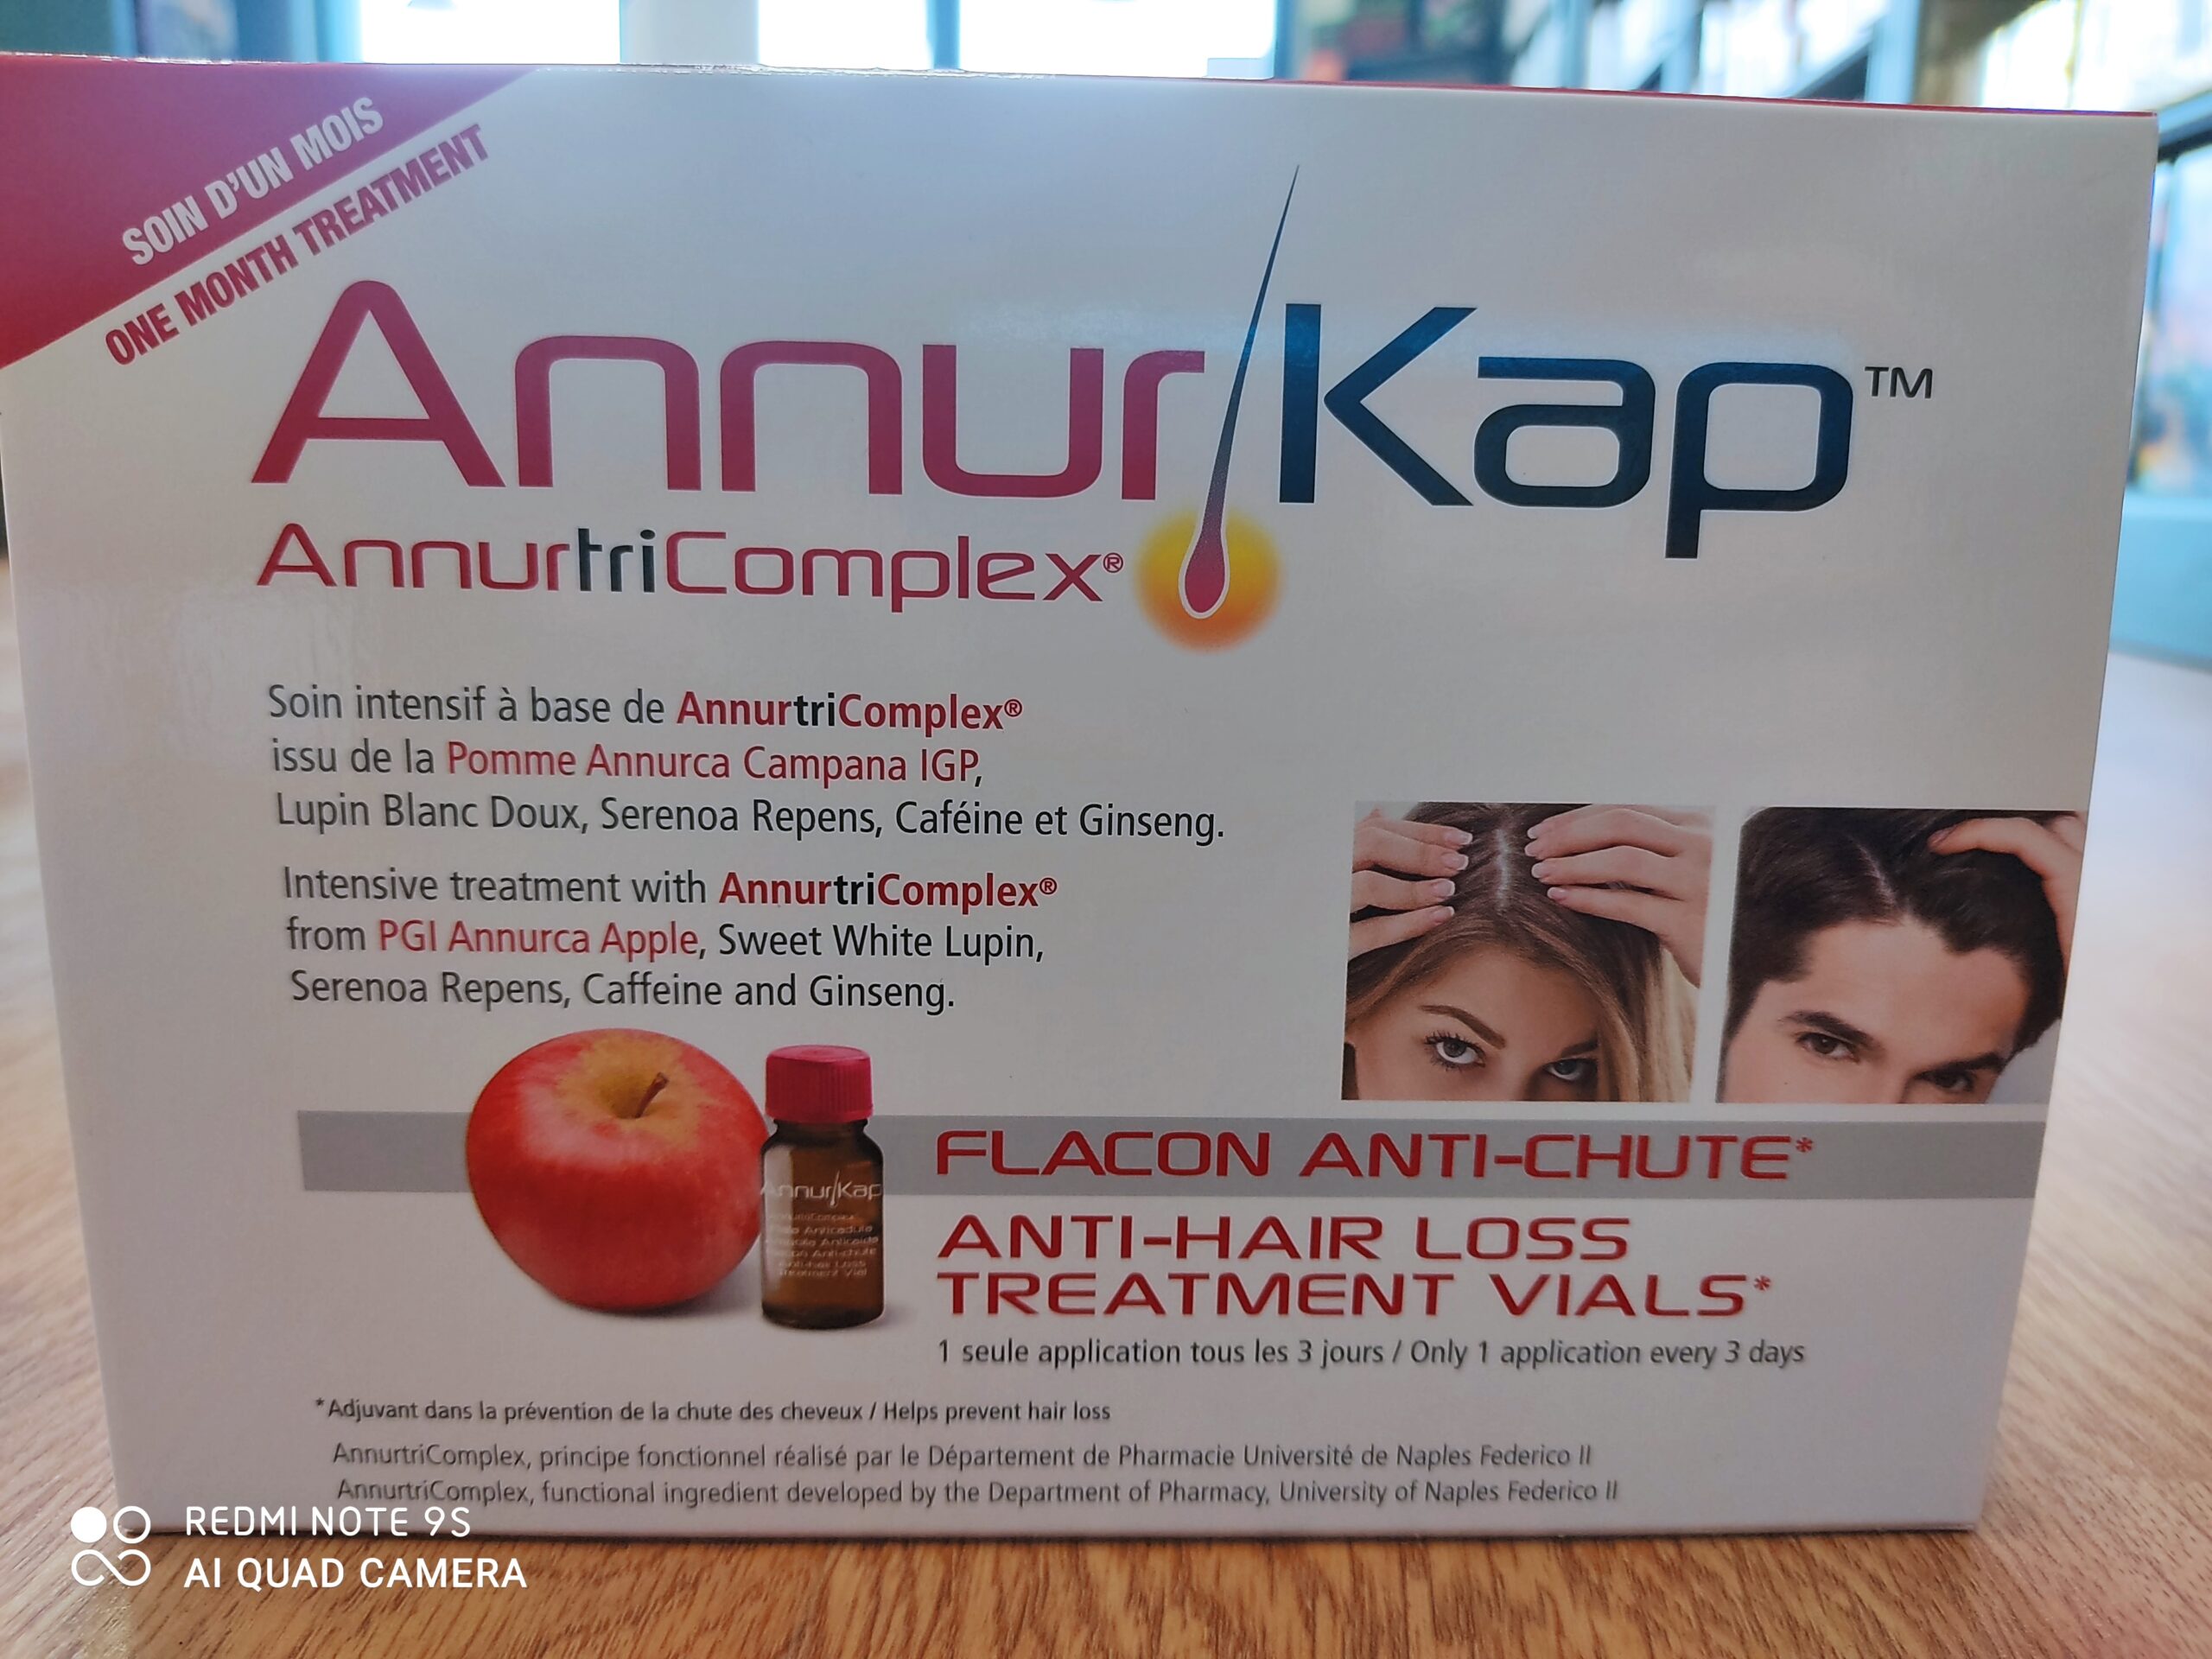 SOIN D'UN MOIS
ONE MONTH TREATMENT
AnnurKap™
AnnurtriComplex®
Soin intensif à base de AnnurtriComplex®
issu de la Pomme Annurca Campana IGP,
Lupin Blanc Doux, Serenoa Repens, Caféine et Ginseng.
Intensive treatment with AnnurtriComplex®
from PGI Annurca Apple, Sweet White Lupin,
Serenoa Repens, Caffeine and Ginseng.
AnnurKap
FLACON ANTI-CHUTE*
ANTI-HAIR LOSS
TREATMENT VIALS*
1 seule application tous les 3 jours / Only 1 application every 3 days
*Adjuvant dans la prévention de la chute des cheveux / Helps prevent hair loss
AnnurtriComplex, principe fonctionnel réalisé par le Département de Pharmacie Université de Naples Federico II
AnnurtriComplex, functional ingredient developed by the Department of Pharmacy, University of Naples Federico II
REDMI NOTE 9S
AI QUAD CAMERA